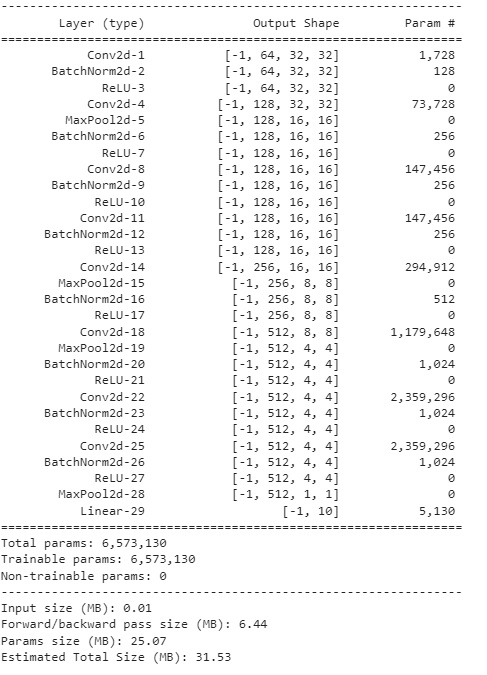 ----------------------------------------------------------------
        Layer (type)               Output Shape         Param #
================================================================
            Conv2d-1           [-1, 64, 32, 32]           1,728
       BatchNorm2d-2           [-1, 64, 32, 32]             128
              ReLU-3           [-1, 64, 32, 32]               0
            Conv2d-4          [-1, 128, 32, 32]          73,728
         MaxPool2d-5          [-1, 128, 16, 16]               0
       BatchNorm2d-6          [-1, 128, 16, 16]             256
              ReLU-7          [-1, 128, 16, 16]               0
            Conv2d-8          [-1, 128, 16, 16]         147,456
       BatchNorm2d-9          [-1, 128, 16, 16]             256
             ReLU-10          [-1, 128, 16, 16]               0
           Conv2d-11          [-1, 128, 16, 16]         147,456
      BatchNorm2d-12          [-1, 128, 16, 16]             256
             ReLU-13          [-1, 128, 16, 16]               0
           Conv2d-14          [-1, 256, 16, 16]         294,912
        MaxPool2d-15            [-1, 256, 8, 8]               0
      BatchNorm2d-16            [-1, 256, 8, 8]             512
             ReLU-17            [-1, 256, 8, 8]               0
           Conv2d-18            [-1, 512, 8, 8]       1,179,648
        MaxPool2d-19            [-1, 512, 4, 4]               0
      BatchNorm2d-20            [-1, 512, 4, 4]           1,024
             ReLU-21            [-1, 512, 4, 4]               0
           Conv2d-22            [-1, 512, 4, 4]       2,359,296
      BatchNorm2d-23            [-1, 512, 4, 4]           1,024
             ReLU-24            [-1, 512, 4, 4]               0
           Conv2d-25            [-1, 512, 4, 4]       2,359,296
      BatchNorm2d-26            [-1, 512, 4, 4]           1,024
             ReLU-27            [-1, 512, 4, 4]               0
        MaxPool2d-28            [-1, 512, 1, 1]               0
           Linear-29                   [-1, 10]           5,130
================================================================
Total params: 6,573,130
Trainable params: 6,573,130
Non-trainable params: 0
----------------------------------------------------------------
Input size (MB): 0.01
Forward/backward pass size (MB): 6.44
Params size (MB): 25.07
Estimated Total Size (MB): 31.53